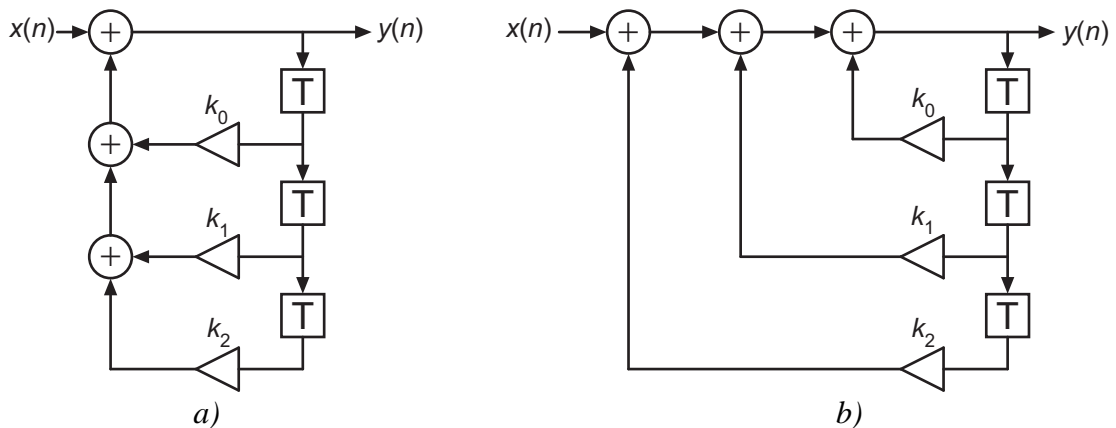 x(n) + y(n)
T
k₀
+
T
k₁
+
T
k₂
a)
x(n) + + + y(n)
T
k₀
T
k₁
T
k₂
b)